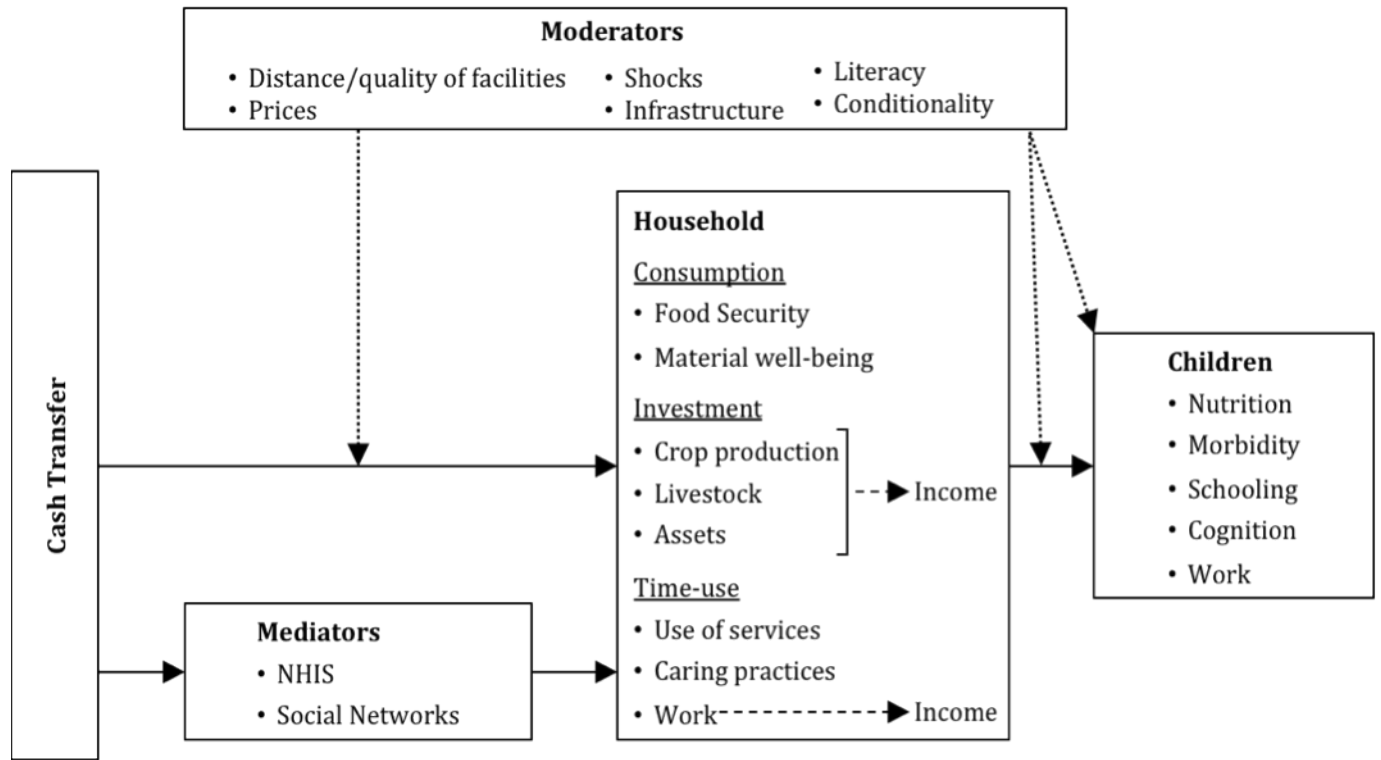 Moderators
• Distance/quality of facilities
• Prices
• Shocks
• Infrastructure
• Literacy
• Conditionality
Cash Transfer
Mediators
• NHIS
• Social Networks
Household
Consumption
• Food Security
• Material well-being
Investment
• Crop production
• Livestock
• Assets
Income
Time-use
• Use of services
• Caring practices
• Work
Income
Children
• Nutrition
• Morbidity
• Schooling
• Cognition
• Work